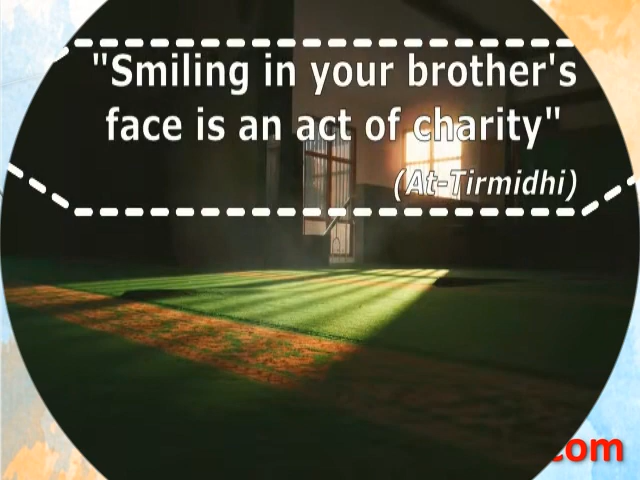 "Smiling in your brother's
face is an act of charity"
(At-Tirmidhi)
com